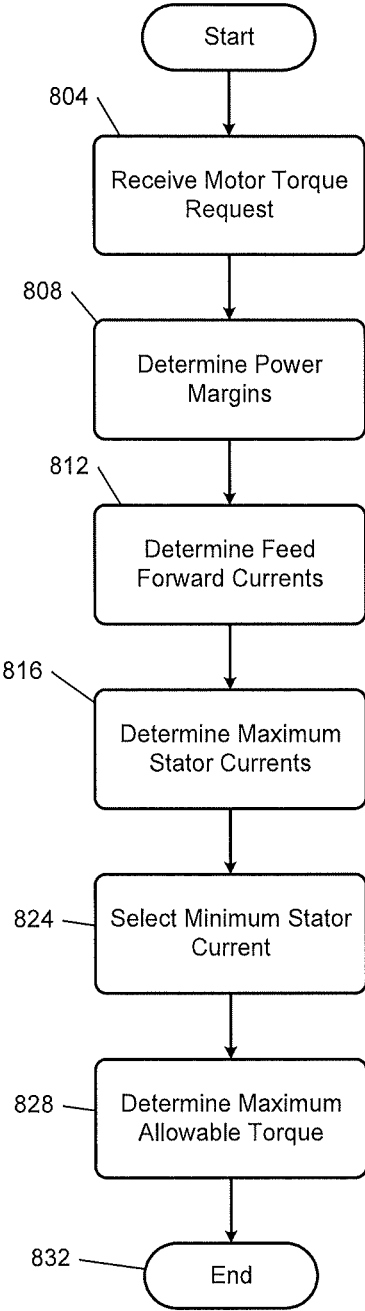 Start
804
Receive Motor Torque
Request
808
Determine Power
Margins
812
Determine Feed
Forward Currents
816
Determine Maximum
Stator Currents
824
Select Minimum Stator
Current
828
Determine Maximum
Allowable Torque
832
End